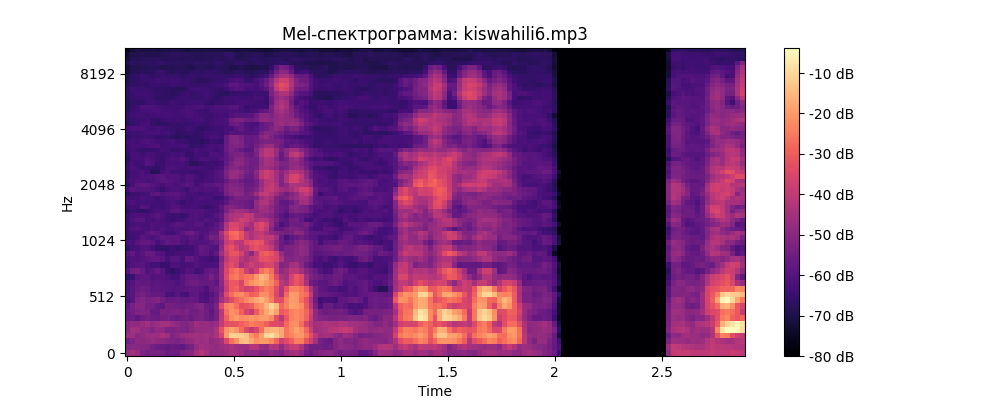 Mel-спектрограмма: kiswahili6.mp3
8192
4096
2048
1024
512
0
Hz
0 0.5 1 1.5 2 2.5
Time
-10 dB
-20 dB
-30 dB
-40 dB
-50 dB
-60 dB
-70 dB
-80 dB